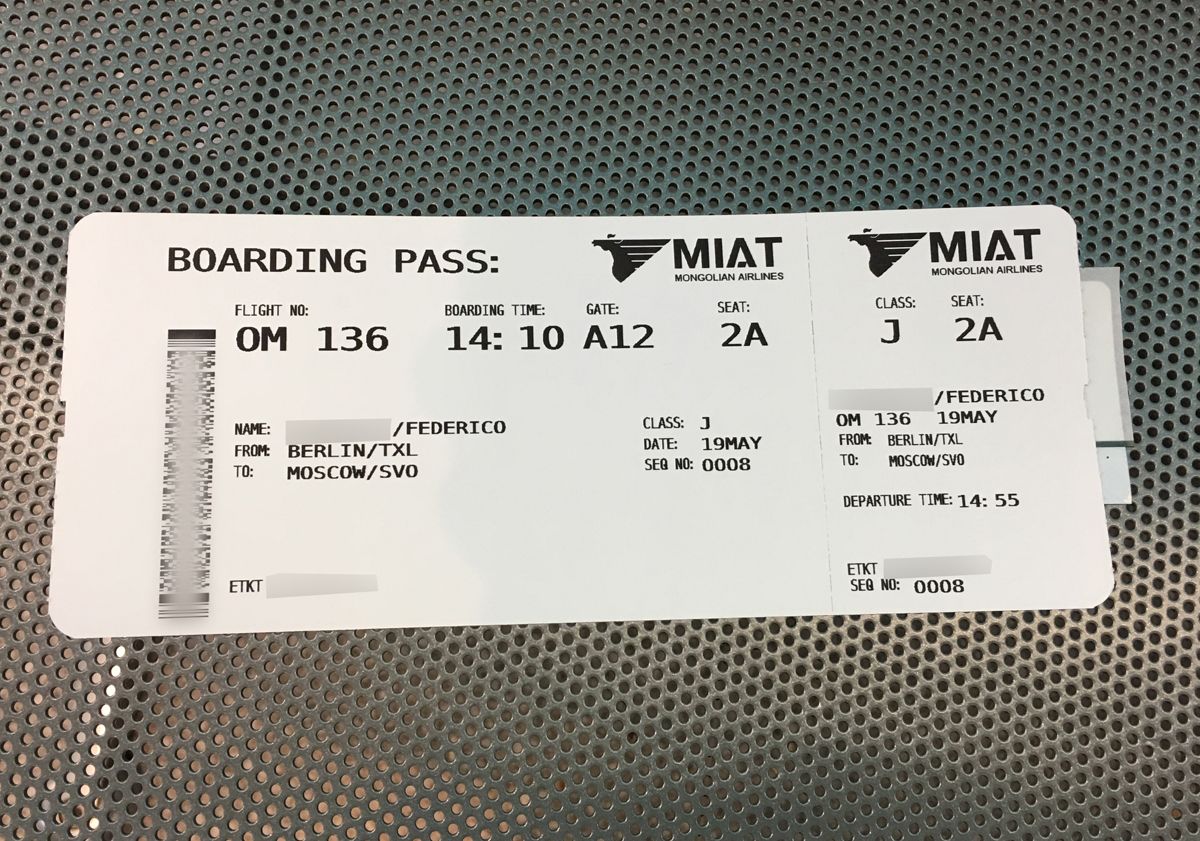 BOARDING PASS:
MIAT
MONGOLIAN AIRLINES
FLIGHT NO: BOARDING TIME: GATE: SEAT:
OM 136 14: 10 A12 2A
NAME: /FEDERICO
FROM: BERLIN/TXL
TO: MOSCOW/SVO
CLASS: J
DATE: 19MAY
SEQ NO: 0008
ETKT
MIAT
MONGOLIAN AIRLINES
CLASS: SEAT:
J 2A
/FEDERICO
OM 136 19MAY
FROM: BERLIN/TXL
TO: MOSCOW/SVO
DEPARTURE TIME: 14: 55
ETKT
SEQ NO: 0008